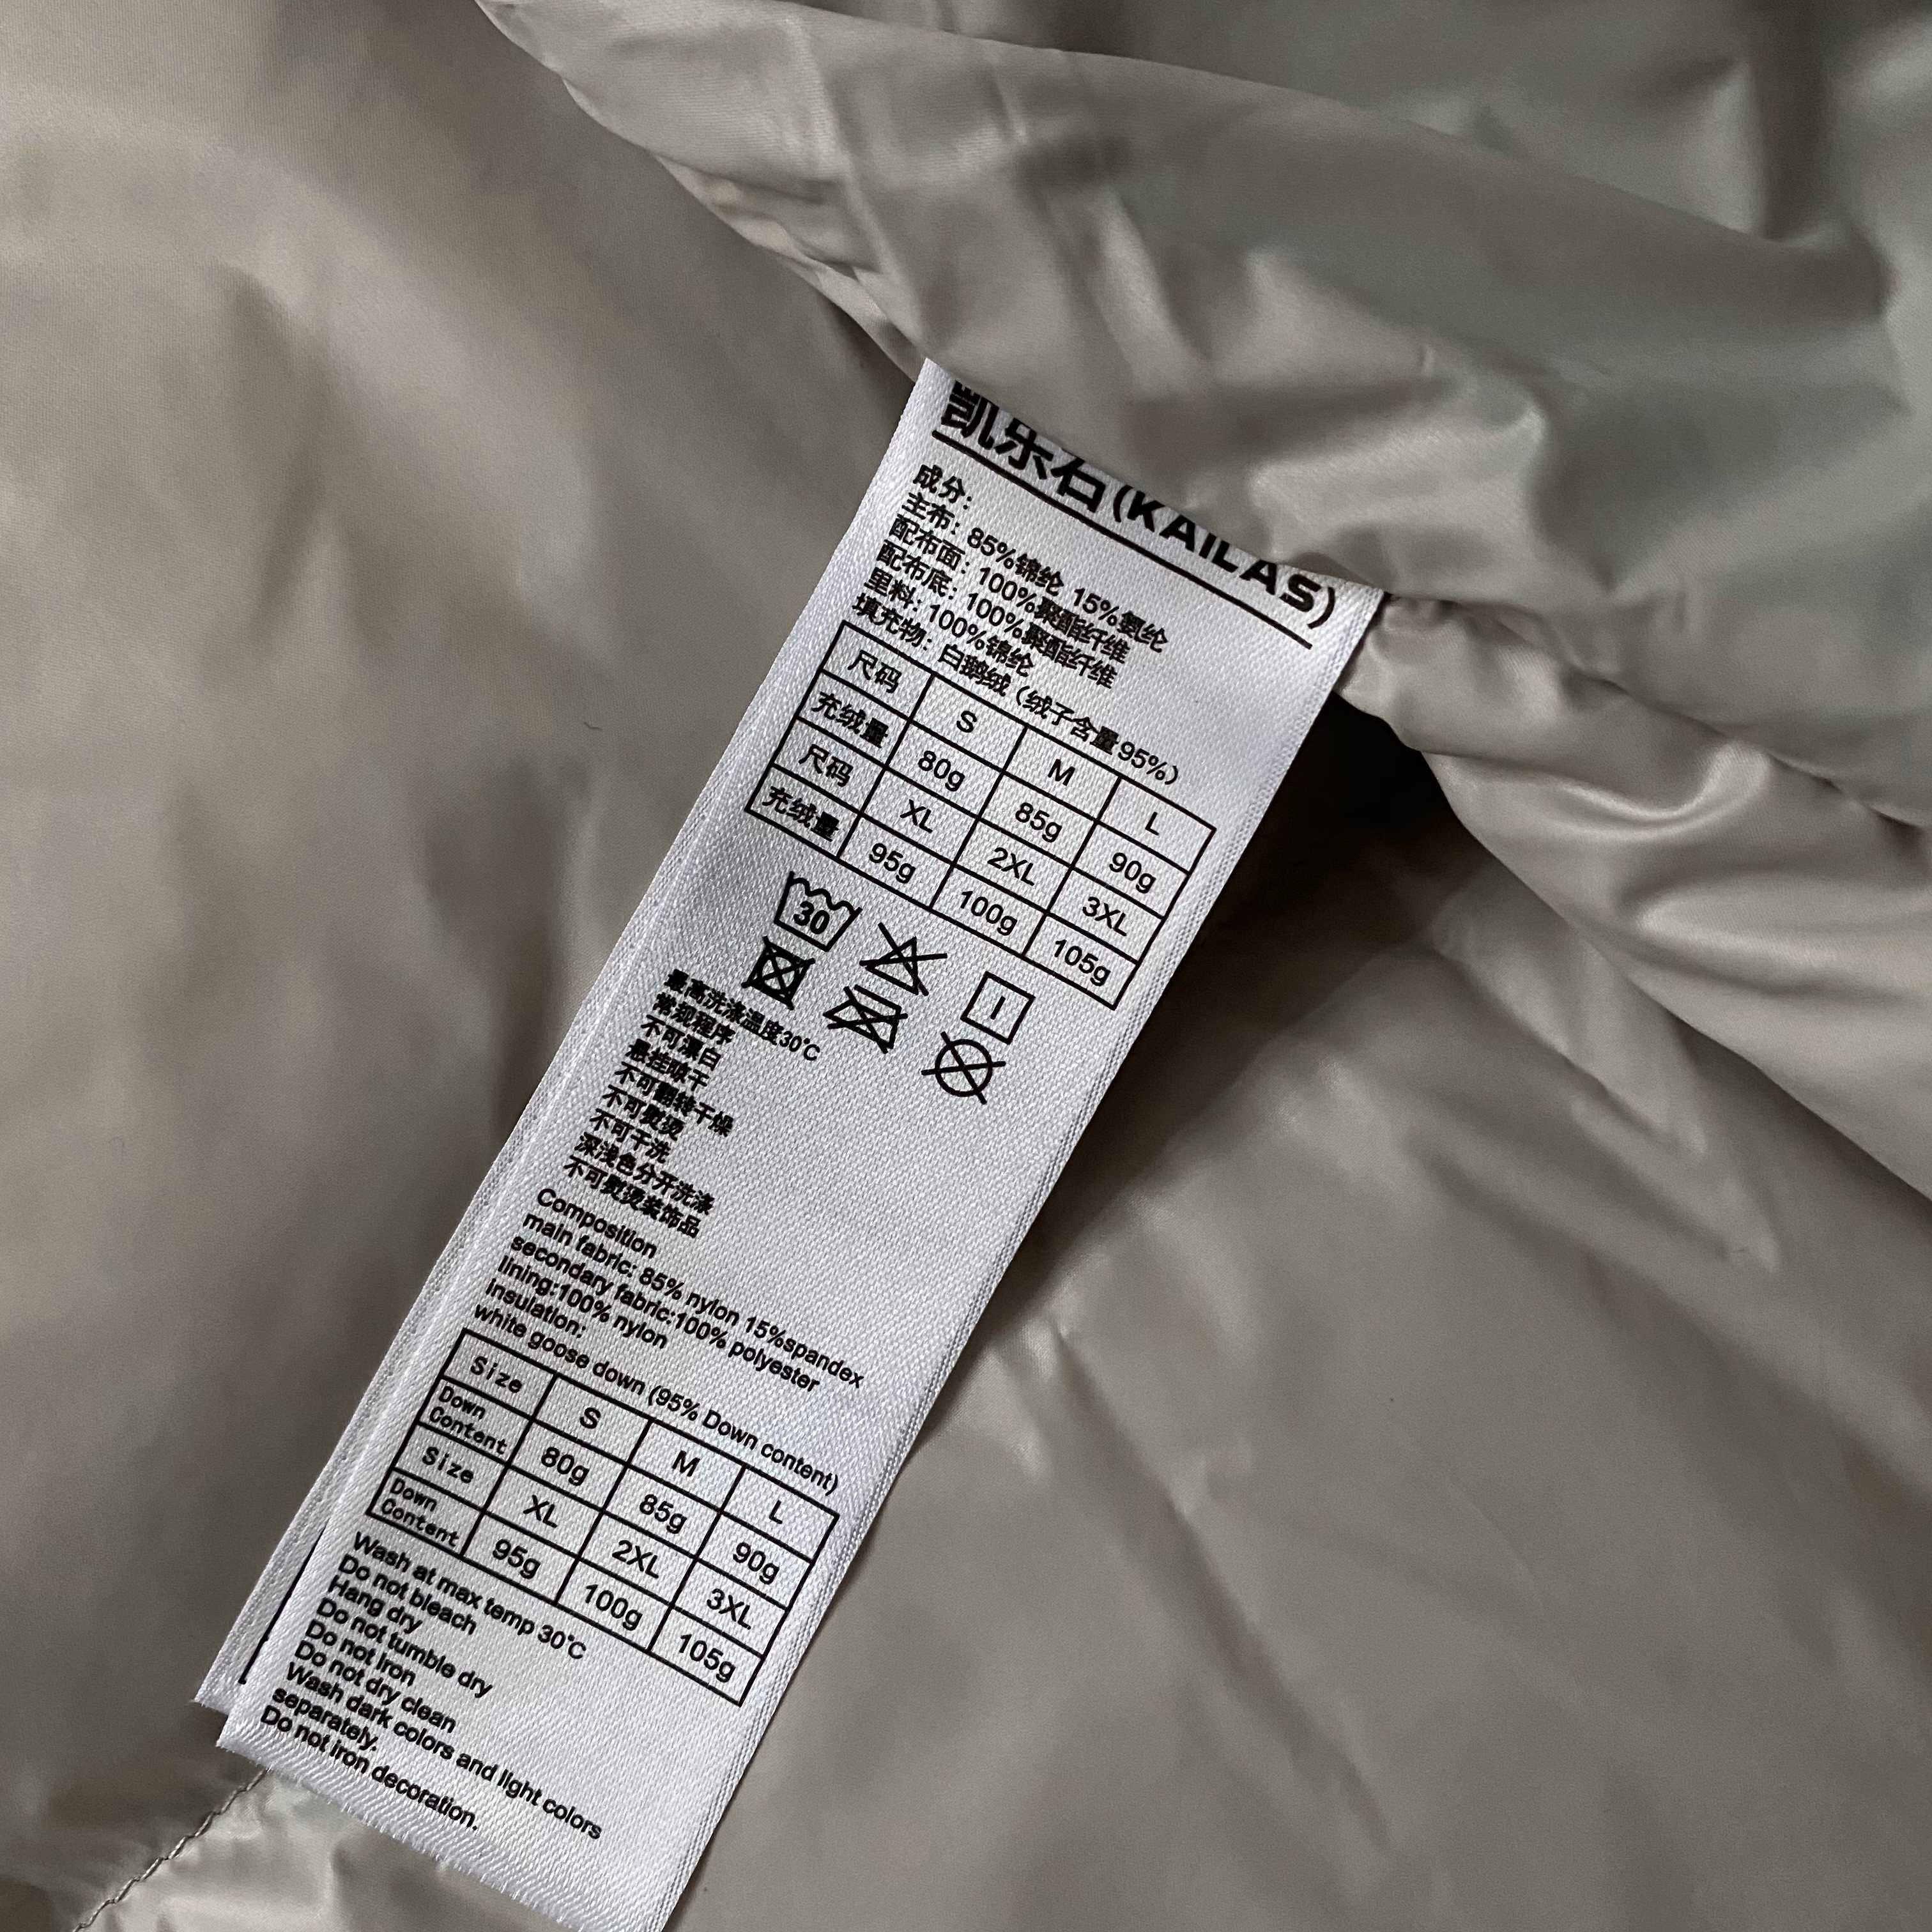 凯乐石(KAILAS)
成分:
主布: 85%锦纶 15%氨纶
配布面: 100%聚酯纤维
配布底: 100%聚酯纤维
里料: 100%锦纶
填充物: 白鹅绒 (绒子含量 95%)
尺码 S M L
充绒量 80g 85g 90g
尺码 XL 2XL 3XL
充绒量 95g 100g 105g
30
最高洗涤温度30℃
常规程序
不可漂白
悬挂晾干
不可翻转干燥
不可熨烫
不可干洗
深浅色分开洗涤
不可熨烫装饰品
Composition
main fabric: 85% nylon 15%spandex
secondary fabric:100% polyester
lining:100% nylon
insulation:
white goose down (95% Down content)
Size S M L
Down Content 80g 85g 90g
Size XL 2XL 3XL
Down Content 95g 100g 105g
Wash at max temp 30℃
Do not bleach
Hang dry
Do not tumble dry
Do not iron
Do not dry clean
Wash dark colors and light colors
separately.
Do not iron decoration.